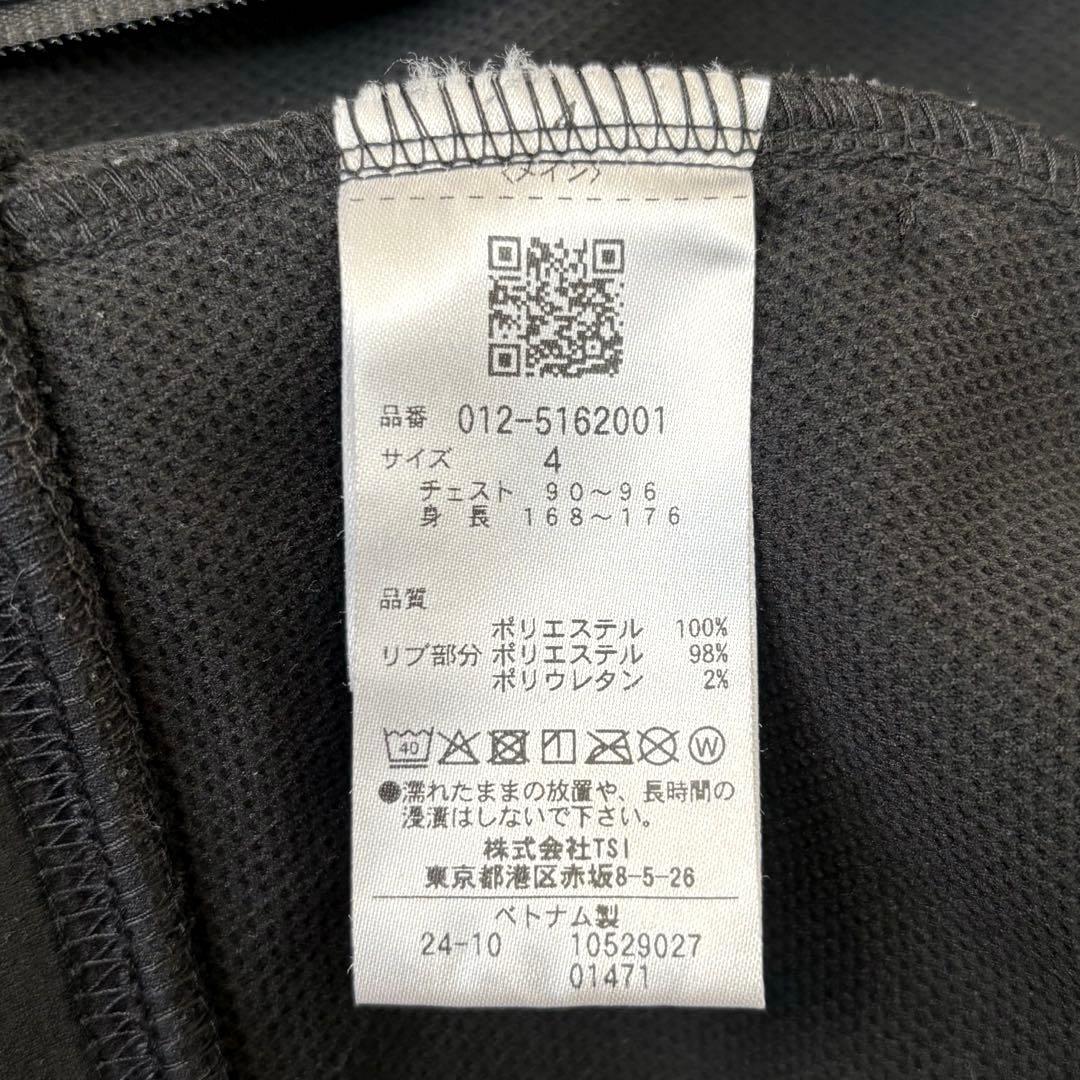 〈メイン〉
品番 012-5162001
サイズ 4
チェスト 90～96
身長 168～176
品質
ポリエステル 100%
リブ部分 ポリエステル 98%
ポリウレタン 2%
40 W
●濡れたままの放置や、長時間の
浸漬はしないで下さい。
株式会社TSI
東京都港区赤坂8-5-26
ベトナム製
24-10 10529027
01471